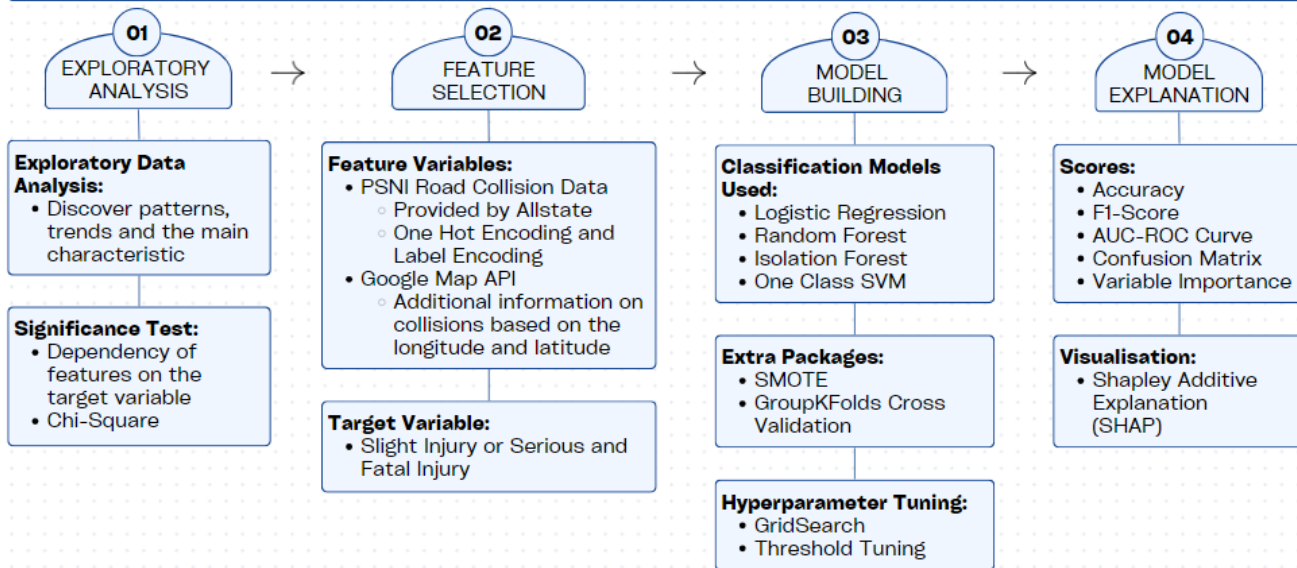 01
EXPLORATORY
ANALYSIS
Exploratory Data
Analysis:
• Discover patterns,
trends and the main
characteristic
Significance Test:
• Dependency of
features on the
target variable
• Chi-Square
02
FEATURE
SELECTION
Feature Variables:
• PSNI Road Collision Data
○ Provided by Allstate
○ One Hot Encoding and
Label Encoding
• Google Map API
○ Additional information on
collisions based on the
longitude and latitude
Target Variable:
• Slight Injury or Serious and
Fatal Injury
03
MODEL
BUILDING
Classification Models
Used:
• Logistic Regression
• Random Forest
• Isolation Forest
• One Class SVM
Extra Packages:
• SMOTE
• GroupKFolds Cross
Validation
Hyperparameter Tuning:
• GridSearch
• Threshold Tuning
04
MODEL
EXPLANATION
Scores:
• Accuracy
• F1-Score
• AUC-ROC Curve
• Confusion Matrix
• Variable Importance
Visualisation:
• Shapley Additive
Explanation
(SHAP)